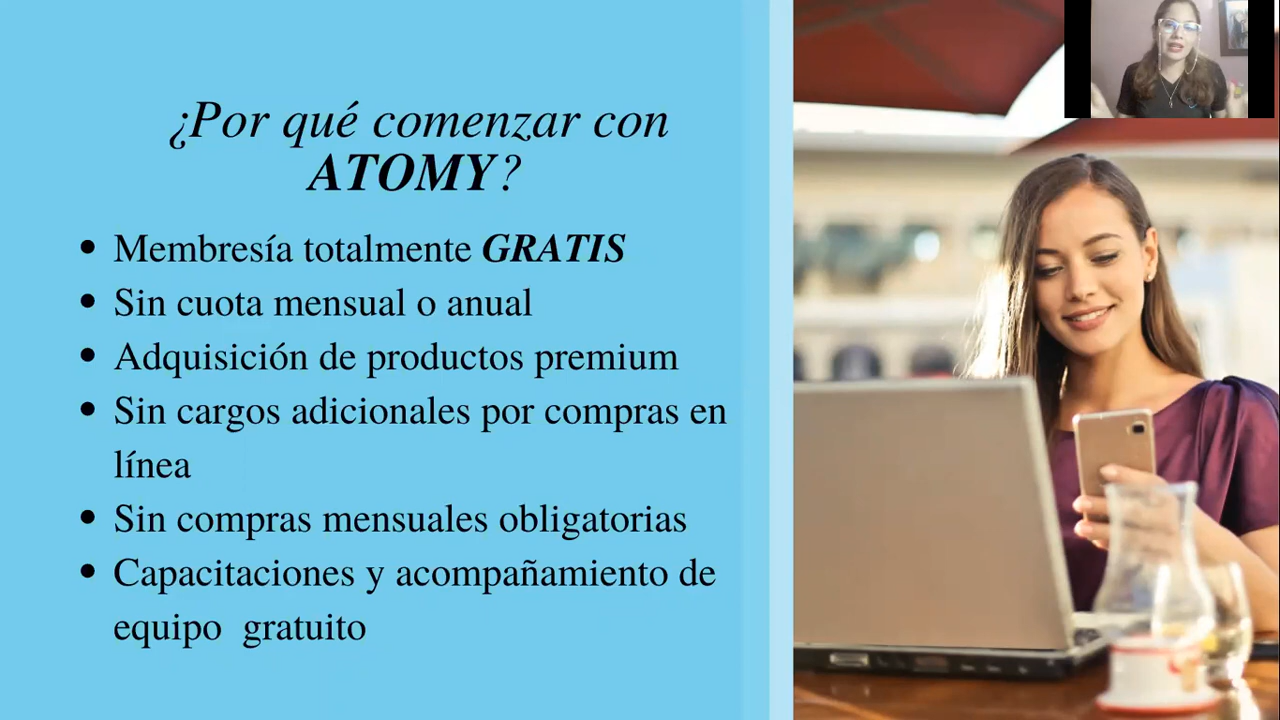 ¿Por qué comenzar con
ATOMY?
• Membresía totalmente GRATIS
• Sin cuota mensual o anual
• Adquisición de productos premium
• Sin cargos adicionales por compras en
línea
• Sin compras mensuales obligatorias
• Capacitaciones y acompañamiento de
equipo gratuito